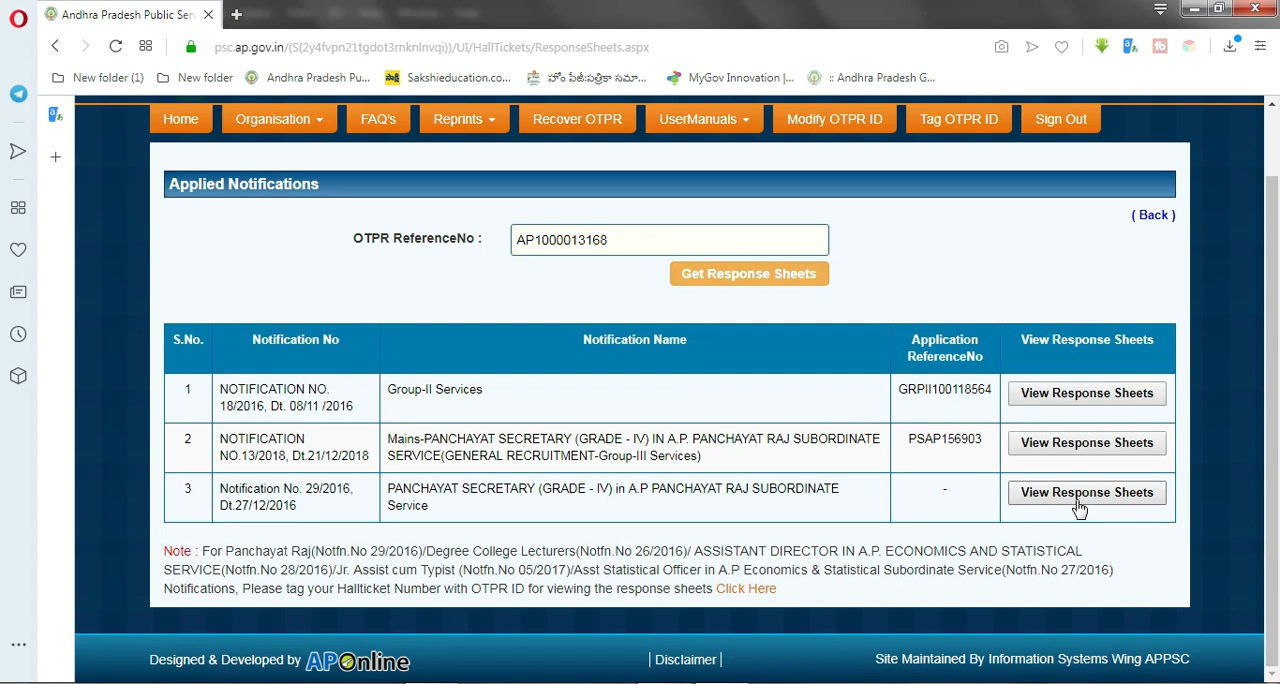 Andhra Pradesh Public Ser
psc.ap.gov.in/(S(2y4fvpn21tgdot3rnknlnvqi))/UI/HallTickets/ResponseSheets.aspx
New folder (1) New folder Andhra Pradesh Pu... Sakshieducation.co... హోం పేజీ:పత్రికా సమా... MyGov Innovation |... :: Andhra Pradesh G...
Home Organisation FAQ's Reprints Recover OTPR UserManuals Modify OTPR ID Tag OTPR ID Sign Out
Applied Notifications
( Back )
OTPR ReferenceNo : AP1000013168
Get Response Sheets
S.No. Notification No Notification Name Application ReferenceNo View Response Sheets
1 NOTIFICATION NO. 18/2016, Dt. 08/11 /2016 Group-II Services GRPII100118564 View Response Sheets
2 NOTIFICATION NO.13/2018, Dt.21/12/2018 Mains-PANCHAYAT SECRETARY (GRADE - IV) IN A.P. PANCHAYAT RAJ SUBORDINATE SERVICE(GENERAL RECRUITMENT-Group-III Services) PSAP156903 View Response Sheets
3 Notification No. 29/2016, Dt.27/12/2016 PANCHAYAT SECRETARY (GRADE - IV) in A.P PANCHAYAT RAJ SUBORDINATE Service - View Response Sheets
Note : For Panchayat Raj(Notfn.No 29/2016)/Degree College Lecturers(Notfn.No 26/2016)/ ASSISTANT DIRECTOR IN A.P. ECONOMICS AND STATISTICAL
SERVICE(Notfn.No 28/2016)/Jr. Assist cum Typist (Notfn.No 05/2017)/Asst Statistical Officer in A.P Economics & Statistical Subordinate Service(Notfn.No 27/2016)
Notifications, Please tag your Hallticket Number with OTPR ID for viewing the response sheets Click Here
Designed & Developed by APOnline | Disclaimer | Site Maintained By Information Systems Wing APPSC